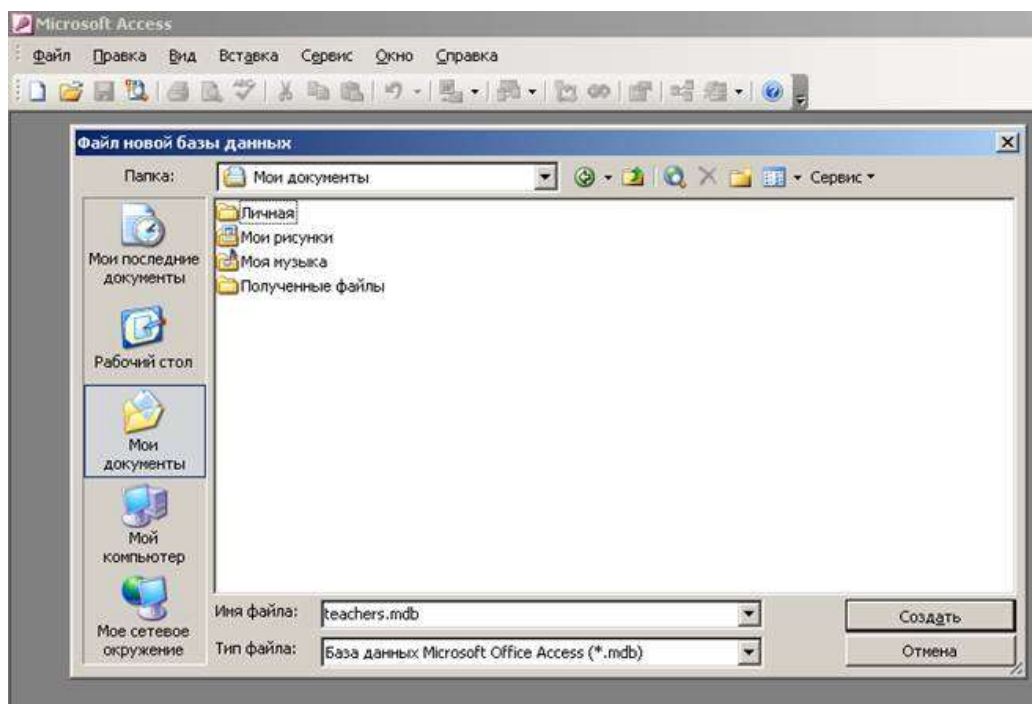 Microsoft Access
Файл Правка Вид Вставка Сервис Окно Справка
Файл новой базы данных
Папка: Мои документы Сервис
Личная
Мои рисунки
Моя музыка
Полученные файлы
Мои последние
документы
Рабочий стол
Мои
документы
Мой
компьютер
Мое сетевое
окружение
Имя файла: teachers.mdb Создать
Тип файла: База данных Microsoft Office Access (*.mdb) Отмена